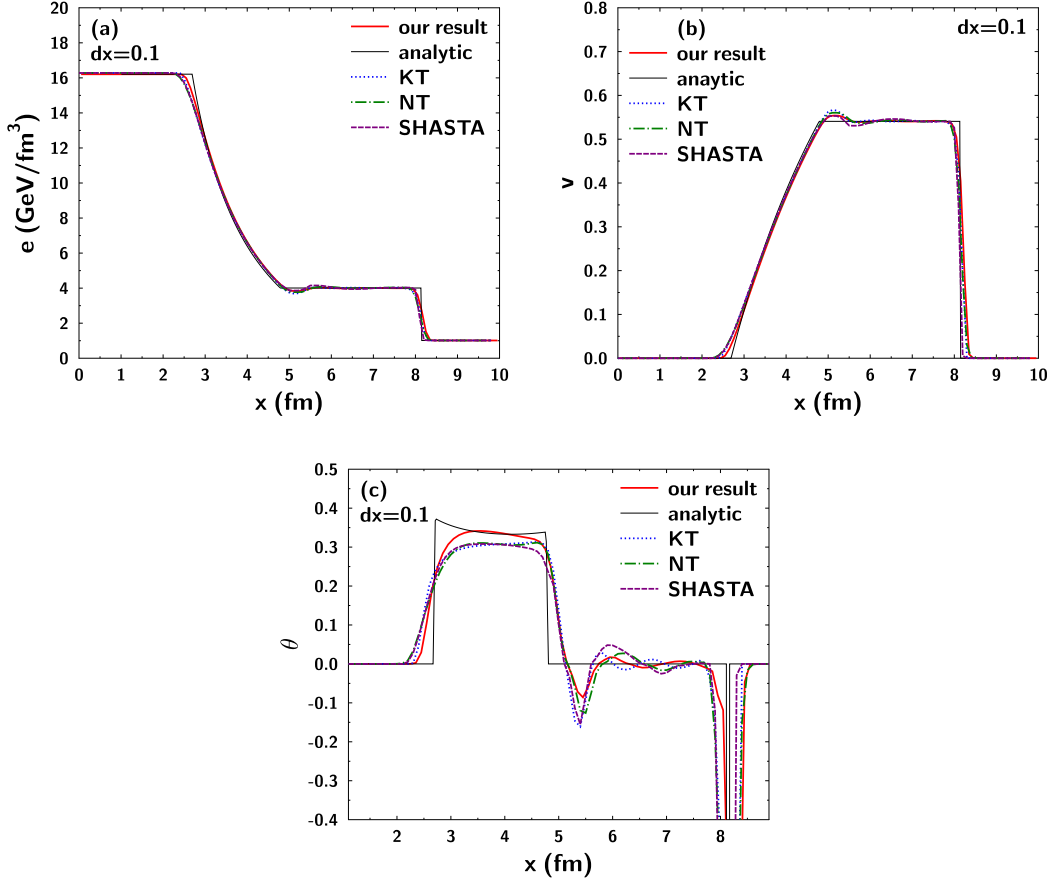 (a)
dx=0.1
our result
analytic
KT
NT
SHASTA
e (GeV/fm³)
20
18
16
14
12
10
8
6
4
2
0
0 1 2 3 4 5 6 7 8 9 10
x (fm)
(b)
dx=0.1
our result
anaytic
KT
NT
SHASTA
v
0.8
0.7
0.6
0.5
0.4
0.3
0.2
0.1
0.0
0 1 2 3 4 5 6 7 8 9 10
x (fm)
(c)
dx=0.1
our result
analytic
KT
NT
SHASTA
θ
0.5
0.4
0.3
0.2
0.1
0.0
-0.1
-0.2
-0.3
-0.4
2 3 4 5 6 7 8
x (fm)